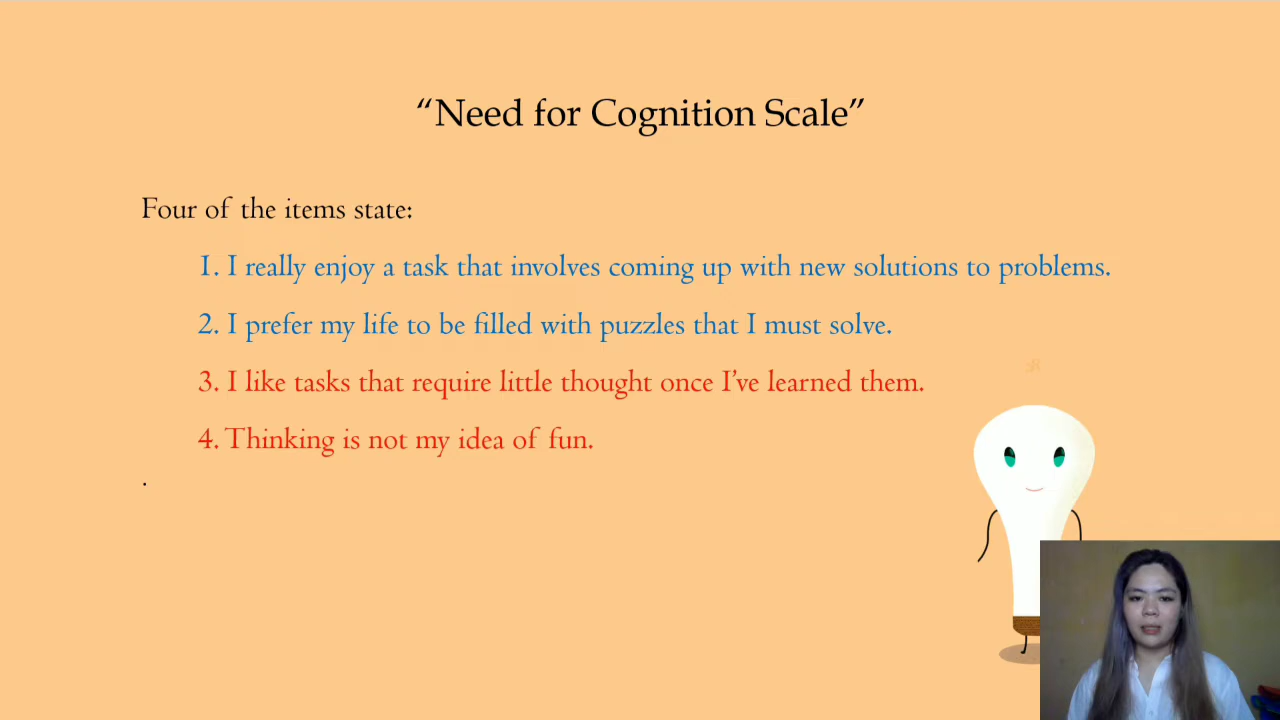 “Need for Cognition Scale”
Four of the items state:
1. I really enjoy a task that involves coming up with new solutions to problems.
2. I prefer my life to be filled with puzzles that I must solve.
3. I like tasks that require little thought once I’ve learned them.
4. Thinking is not my idea of fun.
.